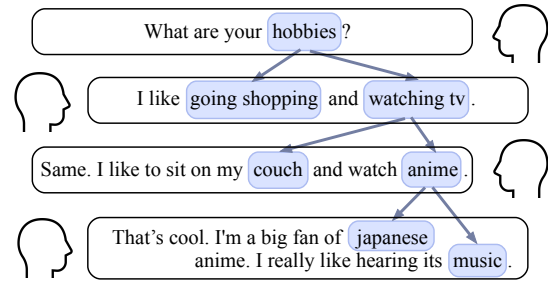 What are your hobbies?
I like going shopping and watching tv.
Same. I like to sit on my couch and watch anime.
That's cool. I'm a big fan of japanese
anime. I really like hearing its music.